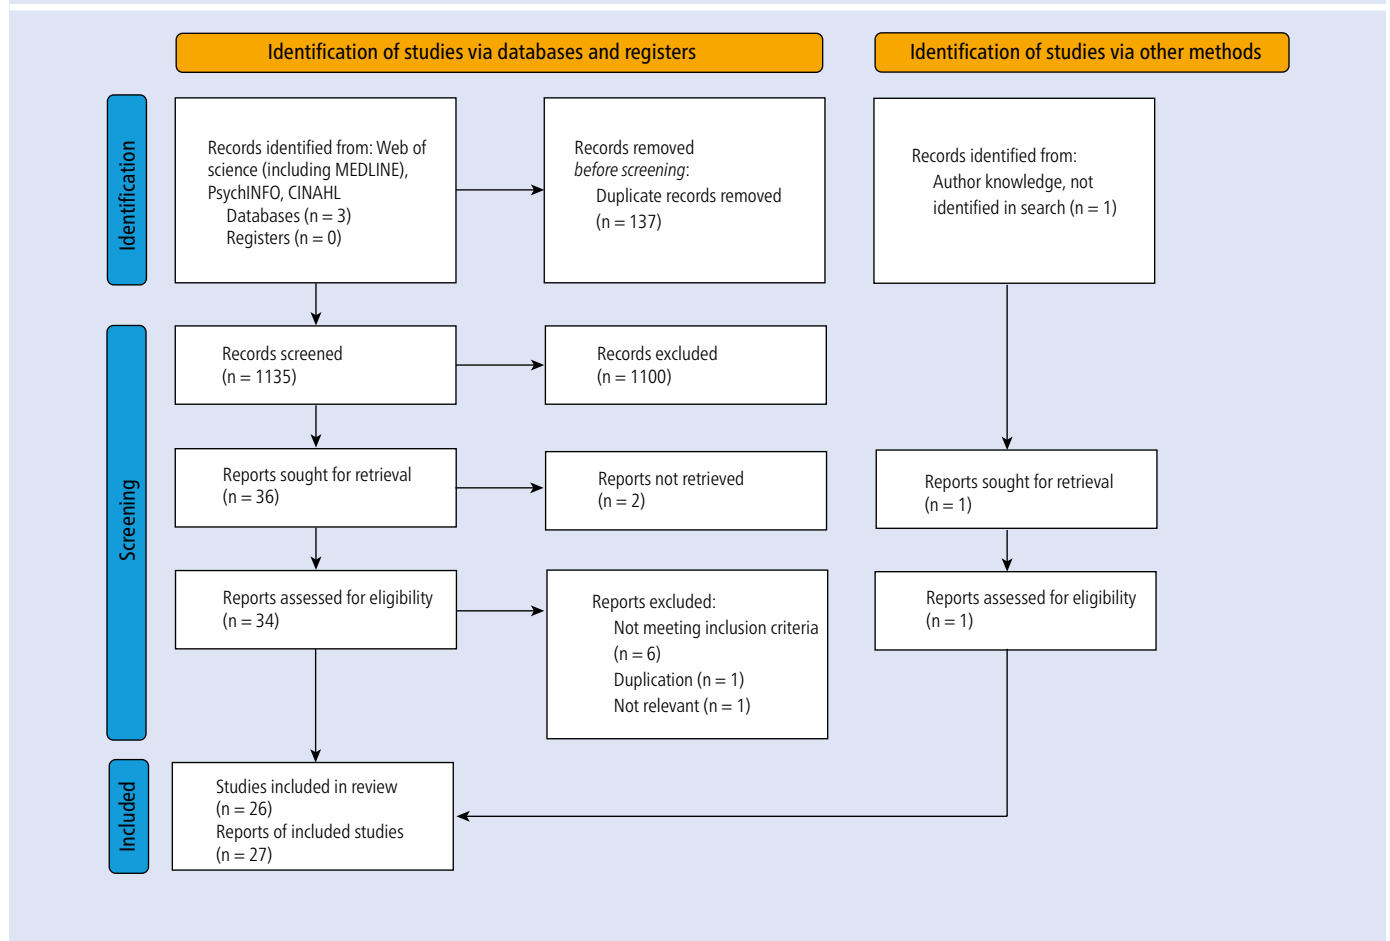 Identification of studies via databases and registers
Identification of studies via other methods
Identification
Records identified from: Web of
science (including MEDLINE),
PsychINFO, CINAHL
Databases (n = 3)
Registers (n = 0)
Records removed
before screening:
Duplicate records removed
(n = 137)
Records identified from:
Author knowledge, not
identified in search (n = 1)
Screening
Records screened
(n = 1135)
Records excluded
(n = 1100)
Reports sought for retrieval
(n = 36)
Reports not retrieved
(n = 2)
Reports sought for retrieval
(n = 1)
Reports assessed for eligibility
(n = 34)
Reports excluded:
Not meeting inclusion criteria
(n = 6)
Duplication (n = 1)
Not relevant (n = 1)
Reports assessed for eligibility
(n = 1)
Included
Studies included in review
(n = 26)
Reports of included studies
(n = 27)